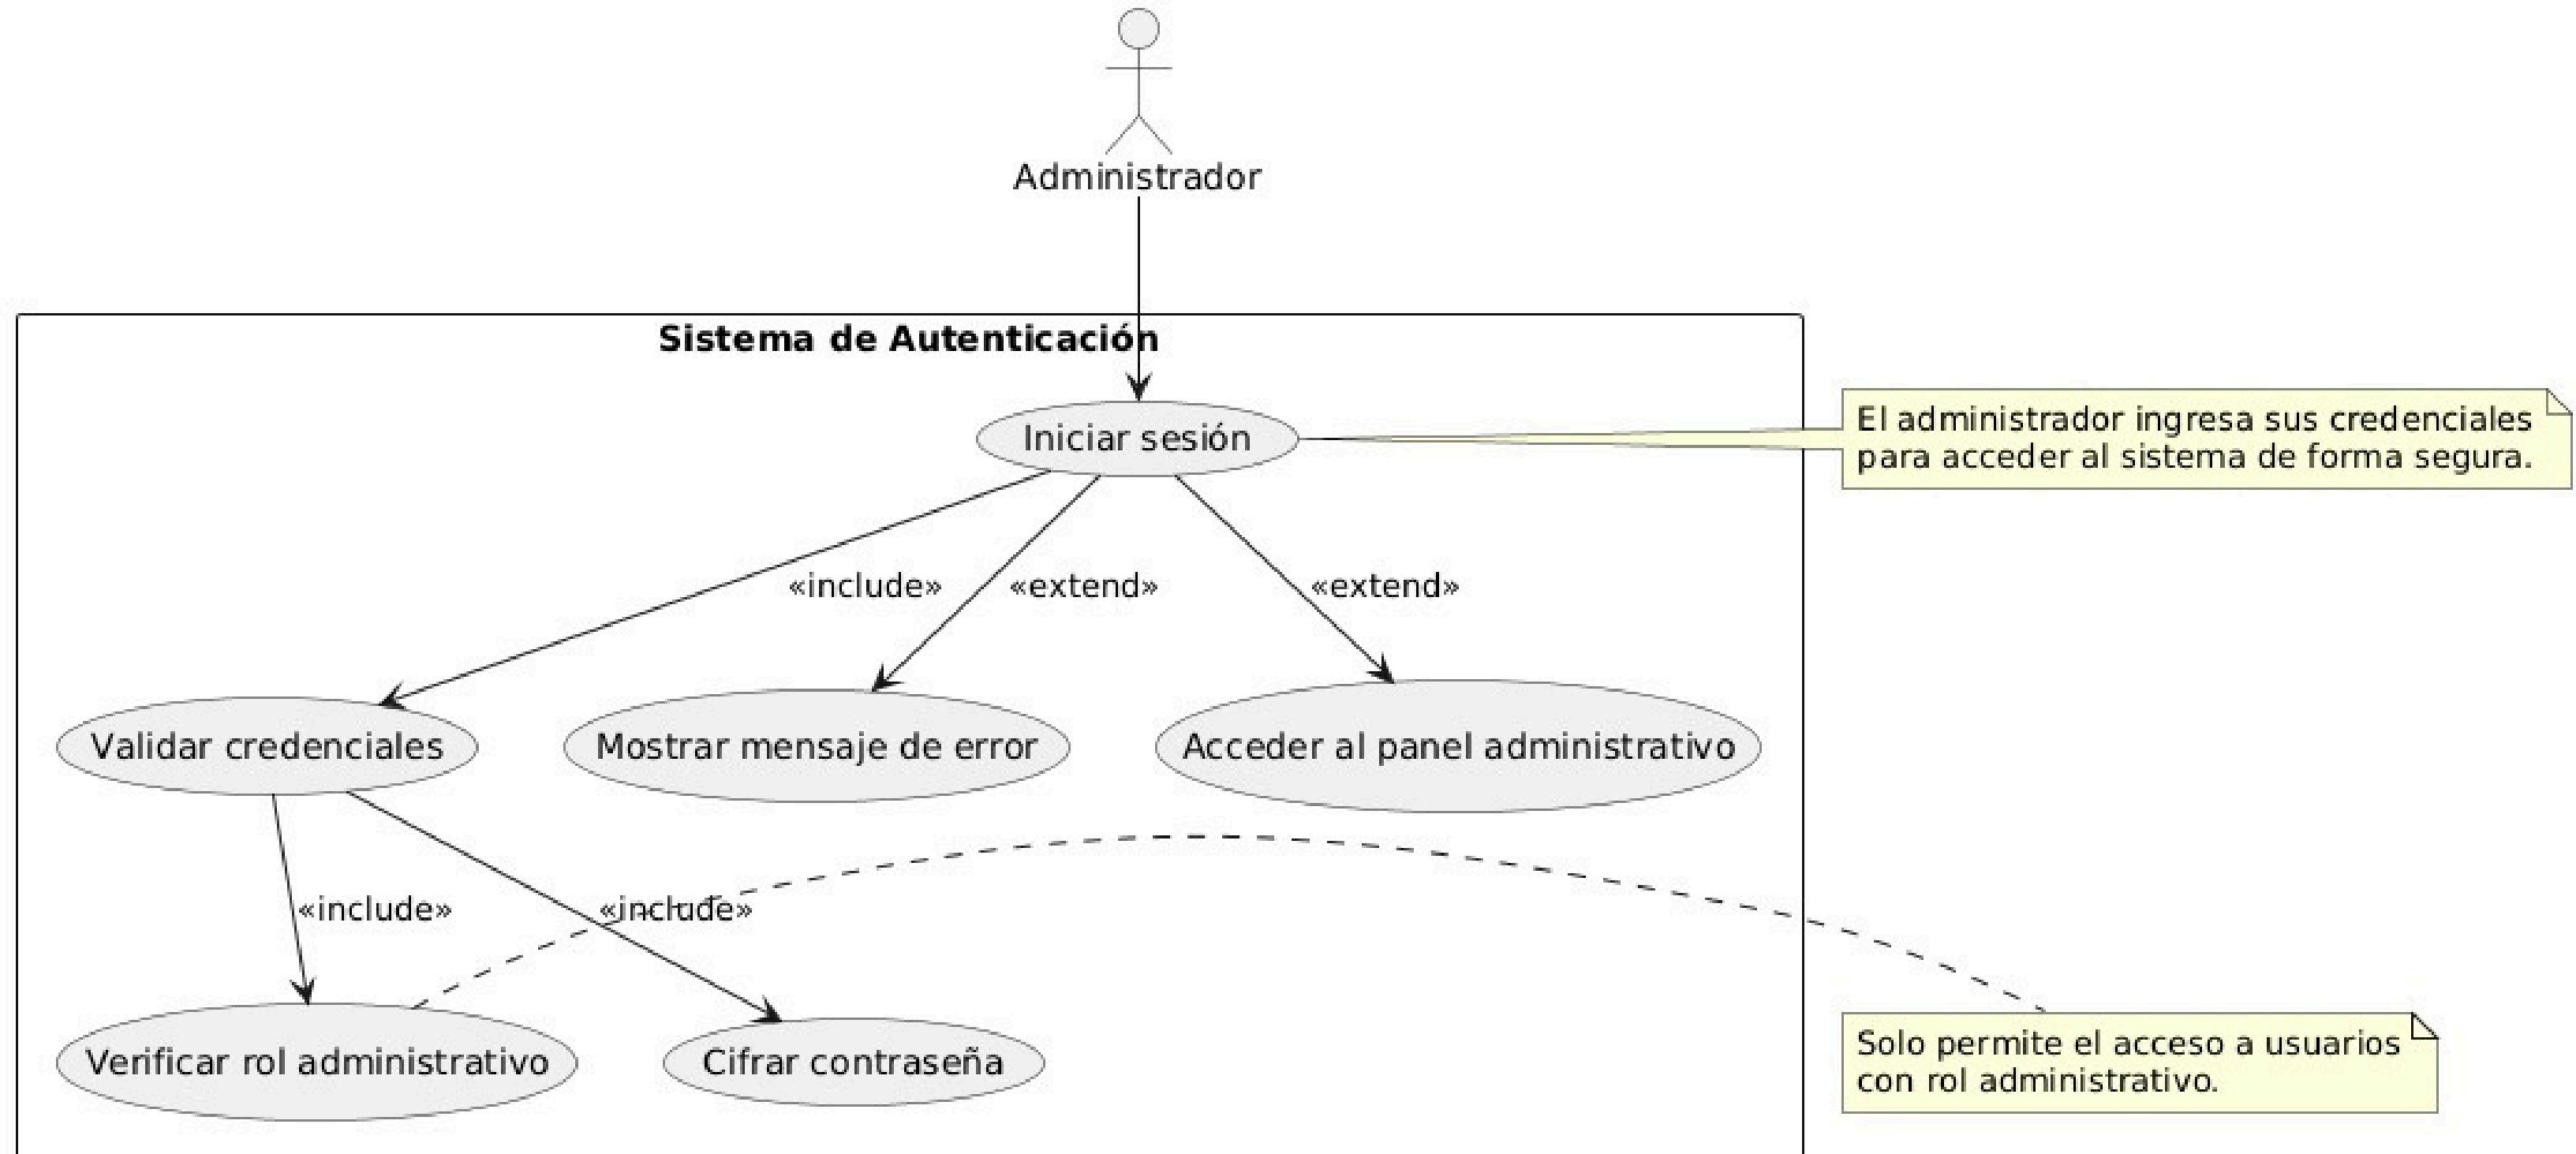 Administrador
Sistema de Autenticación
Iniciar sesión
El administrador ingresa sus credenciales
para acceder al sistema de forma segura.
«include»
«extend»
«extend»
Validar credenciales
Mostrar mensaje de error
Acceder al panel administrativo
«include»
«include»
Verificar rol administrativo
Cifrar contraseña
Solo permite el acceso a usuarios
con rol administrativo.